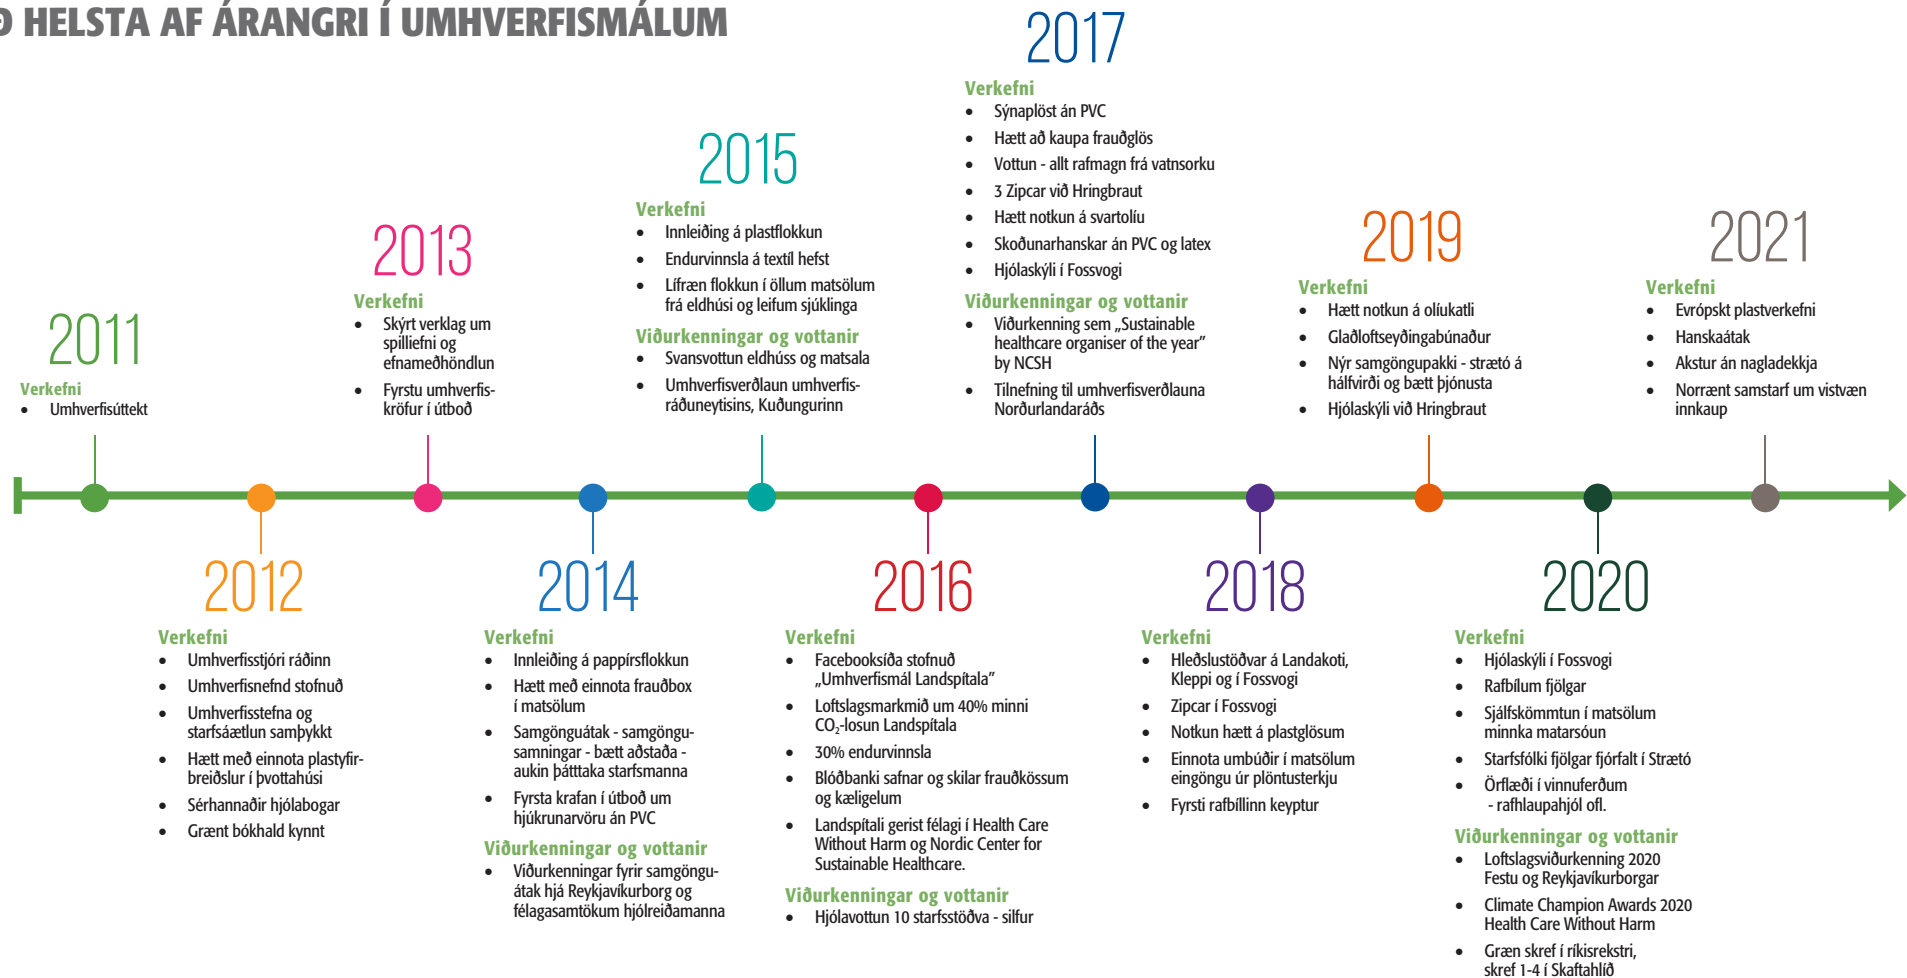 Ð HELSTA AF ÁRANGRI Í UMHVERFISMÁLUM
2011
Verkefni
• Umhverfisúttekt
2012
Verkefni
• Umhverfisstjóri ráðinn
• Umhverfisnefnd stofnuð
• Umhverfisstefna og
starfsáætlun samþykkt
• Hætt með einnota plastyfir-
breiðslur í þvottahúsi
• Sérhannaðir hjólabogar
• Grænt bókhald kynnt
2013
Verkefni
• Skýrt verklag um
spilliefni og
efnameðhöndlun
• Fyrstu umhverfis-
kröfur í útboð
2014
Verkefni
• Innleiðing á pappírsflokkun
• Hætt með einnota frauðbox
í matsölum
• Samgönguátak - samgöngu-
samningar - bætt aðstaða -
aukin þátttaka starfsmanna
• Fyrsta krafan í útboð um
hjúkrunarvöru án PVC
Viðurkenningar og vottanir
• Viðurkenningar fyrir samgöngu-
átak hjá Reykjavíkurborg og
félagasamtökum hjólreiðamanna
2015
Verkefni
• Innleiðing á plastflokkun
• Endurvinnsla á textíl hefst
• Lífræn flokkun í öllum matsölum
frá eldhúsi og leifum sjúklinga
Viðurkenningar og vottanir
• Svansvottun eldhúss og matsala
• Umhverfisverðlaun umhverfis-
ráðuneytisins, Kuðungurinn
2016
Verkefni
• Facebooksíða stofnuð
„Umhverfismál Landspítala”
• Loftslagsmarkmið um 40% minni
CO₂-losun Landspítala
• 30% endurvinnsla
• Blóðbanki safnar og skilar frauðkössum
og kæligelum
• Landspítali gerist félagi í Health Care
Without Harm og Nordic Center for
Sustainable Healthcare.
Viðurkenningar og vottanir
• Hjólavottun 10 starfsstöðva - silfur
2017
Verkefni
• Sýnaplöst án PVC
• Hætt að kaupa frauðglös
• Vottun - allt rafmagn frá vatnsorku
• 3 Zipcar við Hringbraut
• Hætt notkun á svartolíu
• Skoðunarhanskar án PVC og latex
• Hjólaskýli í Fossvogi
Viðurkenningar og vottanir
• Viðurkenning sem „Sustainable
healthcare organiser of the year”
by NCSH
• Tilnefning til umhverfisverðlauna
Norðurlandaráðs
2018
Verkefni
• Hleðslustöðvar á Landakoti,
Kleppi og í Fossvogi
• Zipcar í Fossvogi
• Notkun hætt á plastglösum
• Einnota umbúðir í matsölum
eingöngu úr plöntusterkju
• Fyrsti rafbíllinn keyptur
2019
Verkefni
• Hætt notkun á olíukatli
• Glaðloftseyðingabúnaður
• Nýr samgöngupakki - strætó á
hálfvirði og bætt þjónusta
• Hjólaskýli við Hringbraut
2020
Verkefni
• Hjólaskýli í Fossvogi
• Rafbílum fjölgar
• Sjálfskömmtun í matsölum
minnka matarsóun
• Starfsfólki fjölgar fjórfalt í Strætó
• Örflæði í vinnuferðum
- rafhlaupahjól ofl.
Viðurkenningar og vottanir
• Loftslagsviðurkenning 2020
Festu og Reykjavíkurborgar
• Climate Champion Awards 2020
Health Care Without Harm
• Græn skref í ríkisrekstri,
skref 1-4 í Skaftahlíð
2021
Verkefni
• Evrópskt plastverkefni
• Hanskaátak
• Akstur án nagladekkja
• Norrænt samstarf um vistvæn
innkaup